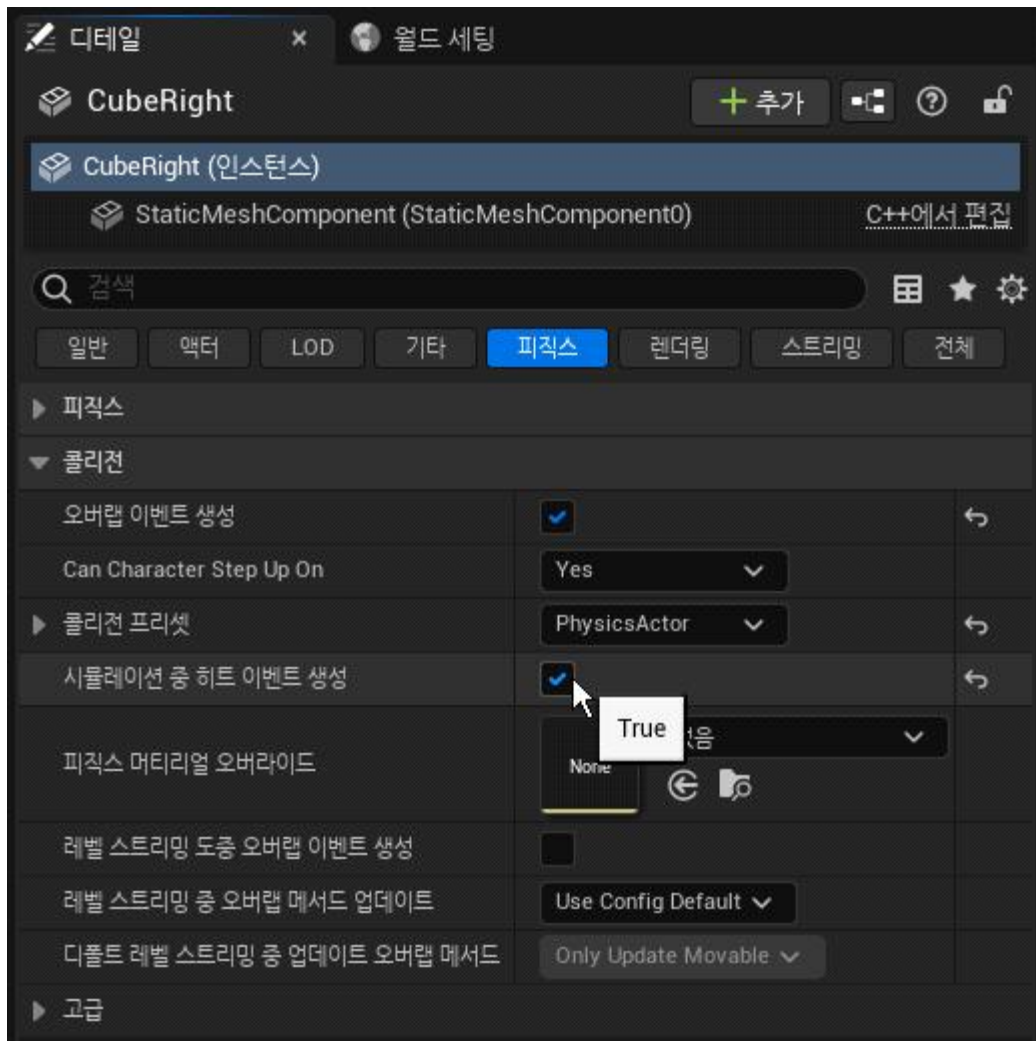 디테일 × 월드 세팅
CubeRight + 추가
CubeRight (인스턴스)
StaticMeshComponent (StaticMeshComponent0) C++에서 편집
검색
일반 액터 LOD 기타 피직스 렌더링 스트리밍 전체
피직스
콜리전
오버랩 이벤트 생성
Can Character Step Up On Yes
콜리전 프리셋 PhysicsActor
시뮬레이션 중 히트 이벤트 생성
True
피직스 머티리얼 오버라이드 None
레벨 스트리밍 도중 오버랩 이벤트 생성
레벨 스트리밍 중 오버랩 메서드 업데이트 Use Config Default
디폴트 레벨 스트리밍 중 업데이트 오버랩 메서드 Only Update Movable
고급